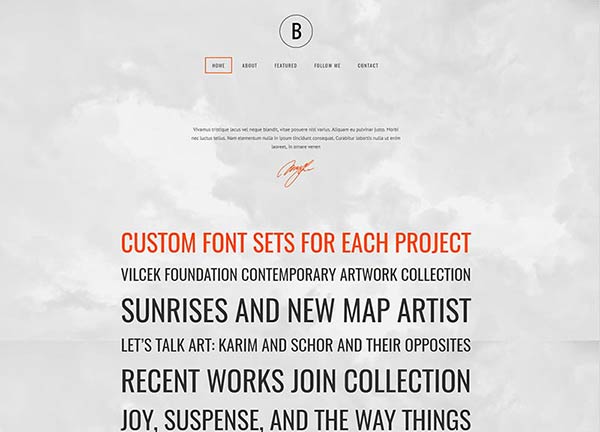 B
HOME ABOUT FEATURED FOLLOW ME CONTACT
Vivamus tristique lacus vel neque blandit, vitae posuere nisl varius. Aliquam eu pulvinar justo. Morbi
nec luctus tellus. Nam elementum nulla in ipsum tincidunt consequat. Curabitur lobortis nulla ut enim
laoreet, in ornare venen
CUSTOM FONT SETS FOR EACH PROJECT
VILCEK FOUNDATION CONTEMPORARY ARTWORK COLLECTION
SUNRISES AND NEW MAP ARTIST
LET'S TALK ART: KARIM AND SCHOR AND THEIR OPPOSITES
RECENT WORKS JOIN COLLECTION
JOY, SUSPENSE, AND THE WAY THINGS